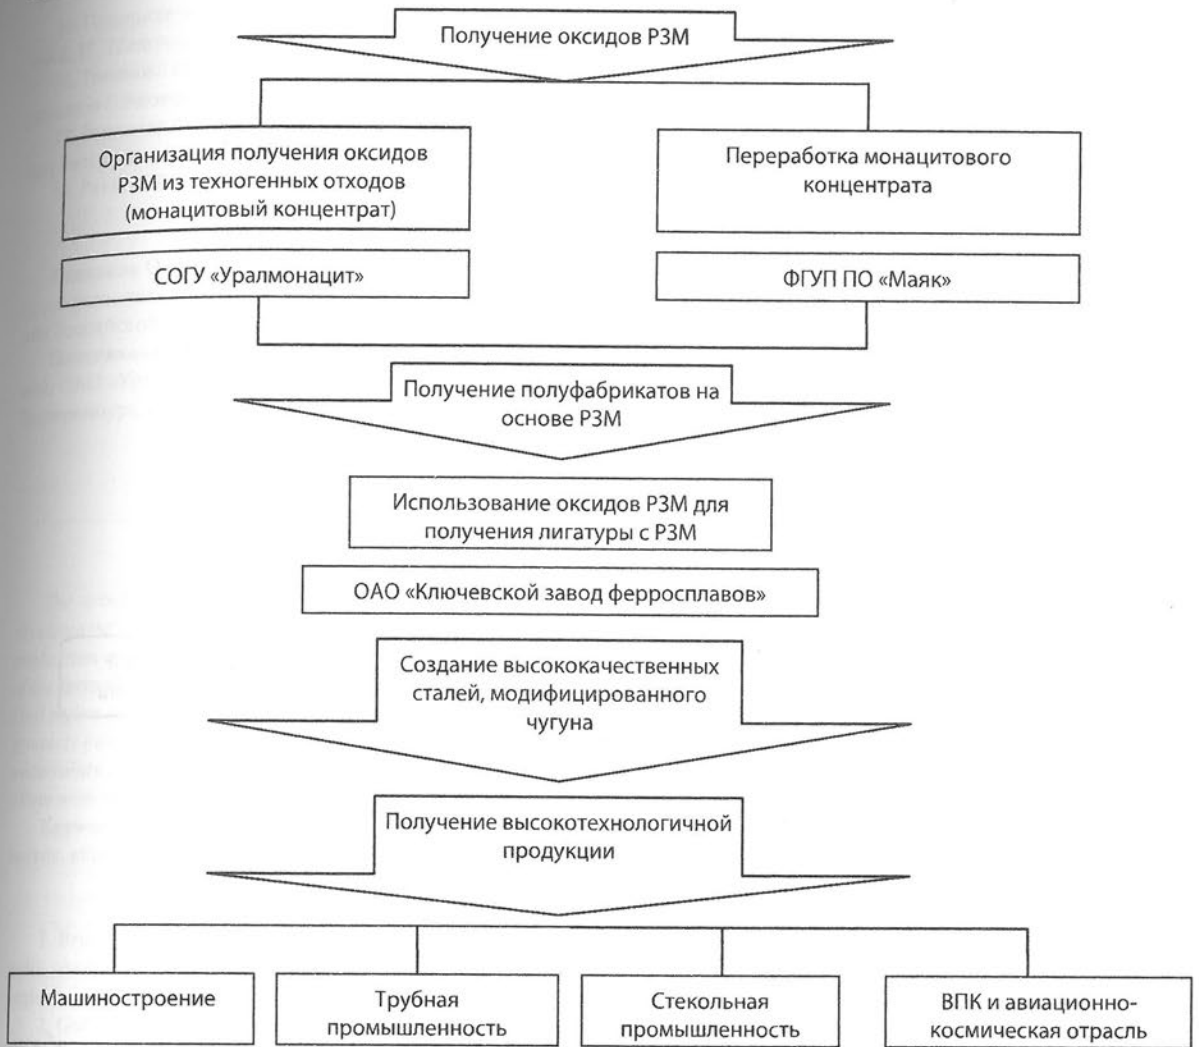 Получение оксидов РЗМ
Организация получения оксидов
РЗМ из техногенных отходов
(монацитовый концентрат)
Переработка монацитового
концентрата
СОГУ «Уралмонацит»
ФГУП ПО «Маяк»
Получение полуфабрикатов на
основе РЗМ
Использование оксидов РЗМ для
получения лигатуры с РЗМ
ОАО «Ключевской завод ферросплавов»
Создание высококачественных
сталей, модифицированного
чугуна
Получение высокотехнологичной
продукции
Машиностроение
Трубная
промышленность
Стекольная
промышленность
ВПК и авиационно-
космическая отрасль